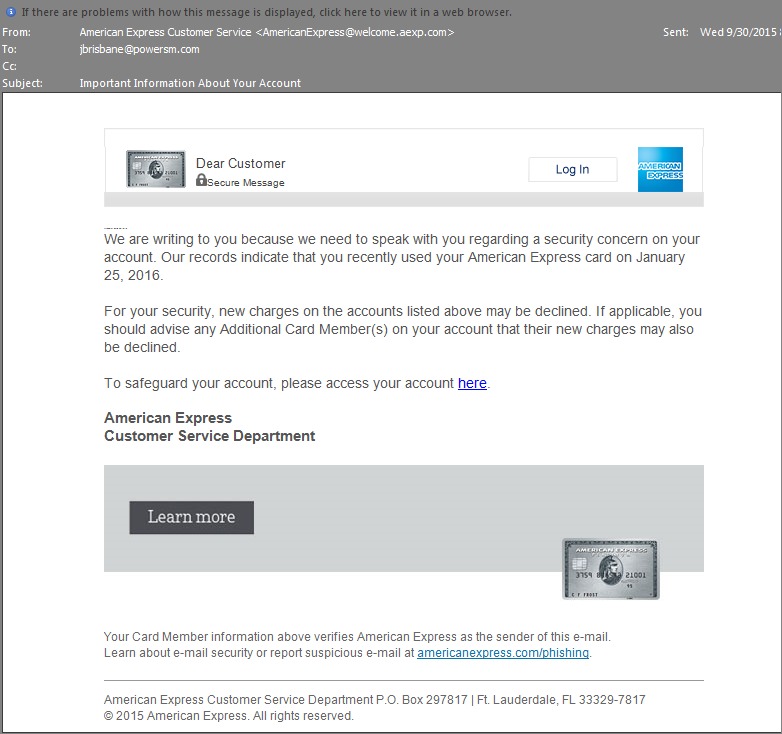 If there are problems with how this message is displayed, click here to view it in a web browser.
From: American Express Customer Service <AmericanExpress@welcome.aexp.com> Sent: Wed 9/30/2015
To: jbrisbane@powersm.com
Cc:
Subject: Important Information About Your Account
AMERICAN EXPRESS
3759 21001
C F FROST
Dear Customer
Secure Message
Log In
AMERICAN
EXPRESS
We are writing to you because we need to speak with you regarding a security concern on your
account. Our records indicate that you recently used your American Express card on January
25, 2016.
For your security, new charges on the accounts listed above may be declined. If applicable, you
should advise any Additional Card Member(s) on your account that their new charges may also
be declined.
To safeguard your account, please access your account here.
American Express
Customer Service Department
Learn more
AMERICAN EXPRESS
3759 21001
95
C F FROST
Your Card Member information above verifies American Express as the sender of this e-mail.
Learn about e-mail security or report suspicious e-mail at americanexpress.com/phishing.
American Express Customer Service Department P.O. Box 297817 | Ft. Lauderdale, FL 33329-7817
© 2015 American Express. All rights reserved.